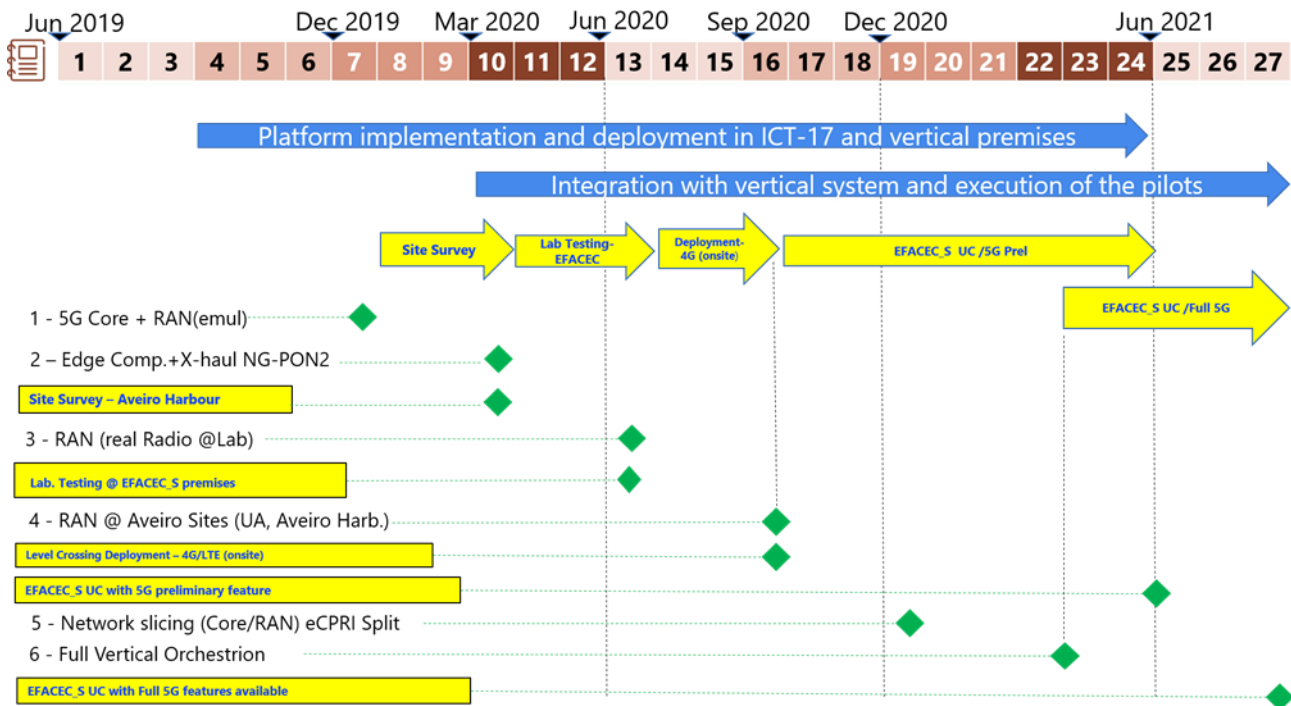 Jun 2019 Dec 2019 Mar 2020 Jun 2020 Sep 2020 Dec 2020 Jun 2021
1 2 3 4 5 6 7 8 9 10 11 12 13 14 15 16 17 18 19 20 21 22 23 24 25 26 27
Platform implementation and deployment in ICT-17 and vertical premises
Integration with vertical system and execution of the pilots
Site Survey
Lab Testing-
EFACEC
Deployment-
4G (onsite)
EFACEC_S UC /5G Prel
EFACEC_S UC /Full 5G
1 - 5G Core + RAN(emul)
2 – Edge Comp.+X-haul NG-PON2
Site Survey – Aveiro Harbour
3 - RAN (real Radio @Lab)
Lab. Testing @ EFACEC_S premises
4 - RAN @ Aveiro Sites (UA, Aveiro Harb.)
Level Crossing Deployment – 4G/LTE (onsite)
EFACEC_S UC with 5G preliminary feature
5 - Network slicing (Core/RAN) eCPRI Split
6 - Full Vertical Orchestrion
EFACEC_S UC with Full 5G features available